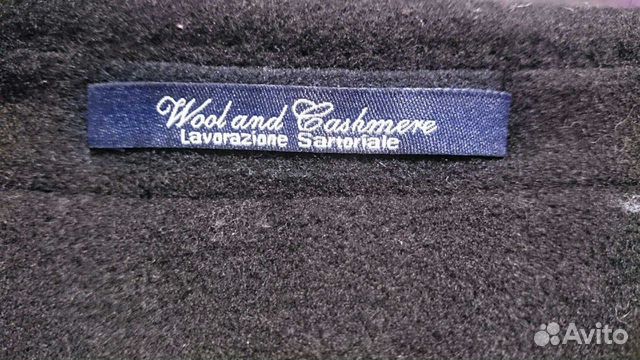 Wool and Cashmere
Lavorazione Sartoriale
Avito